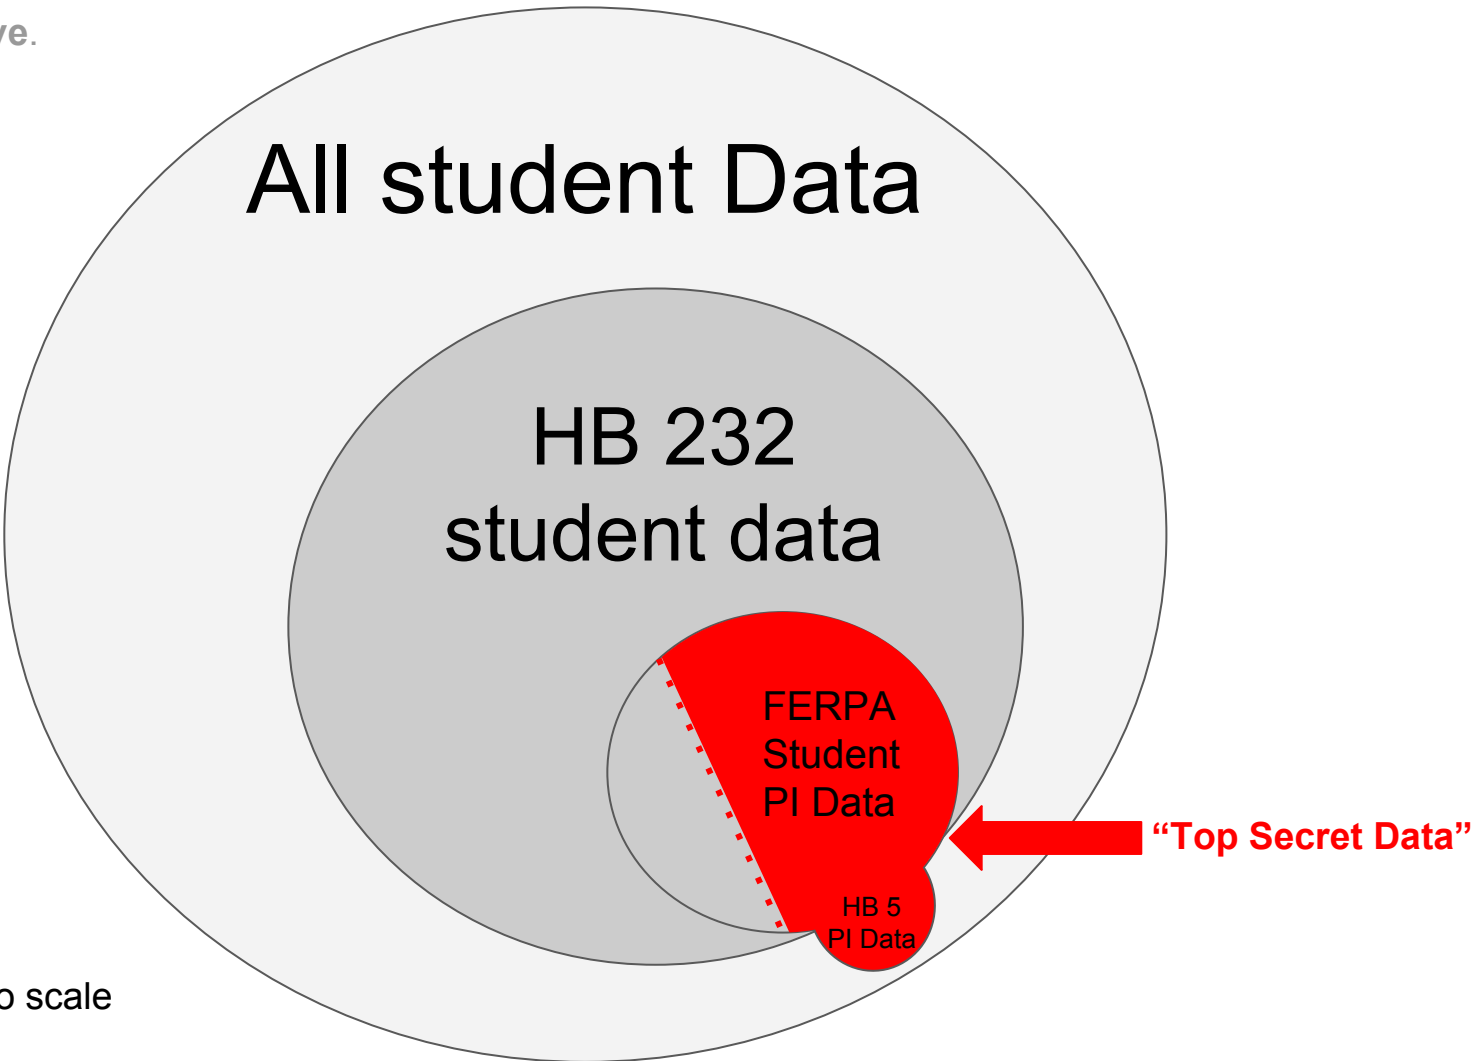 ve.
All student Data
HB 232
student data
FERPA
Student
PI Data
“Top Secret Data”
HB 5
PI Data
o scale